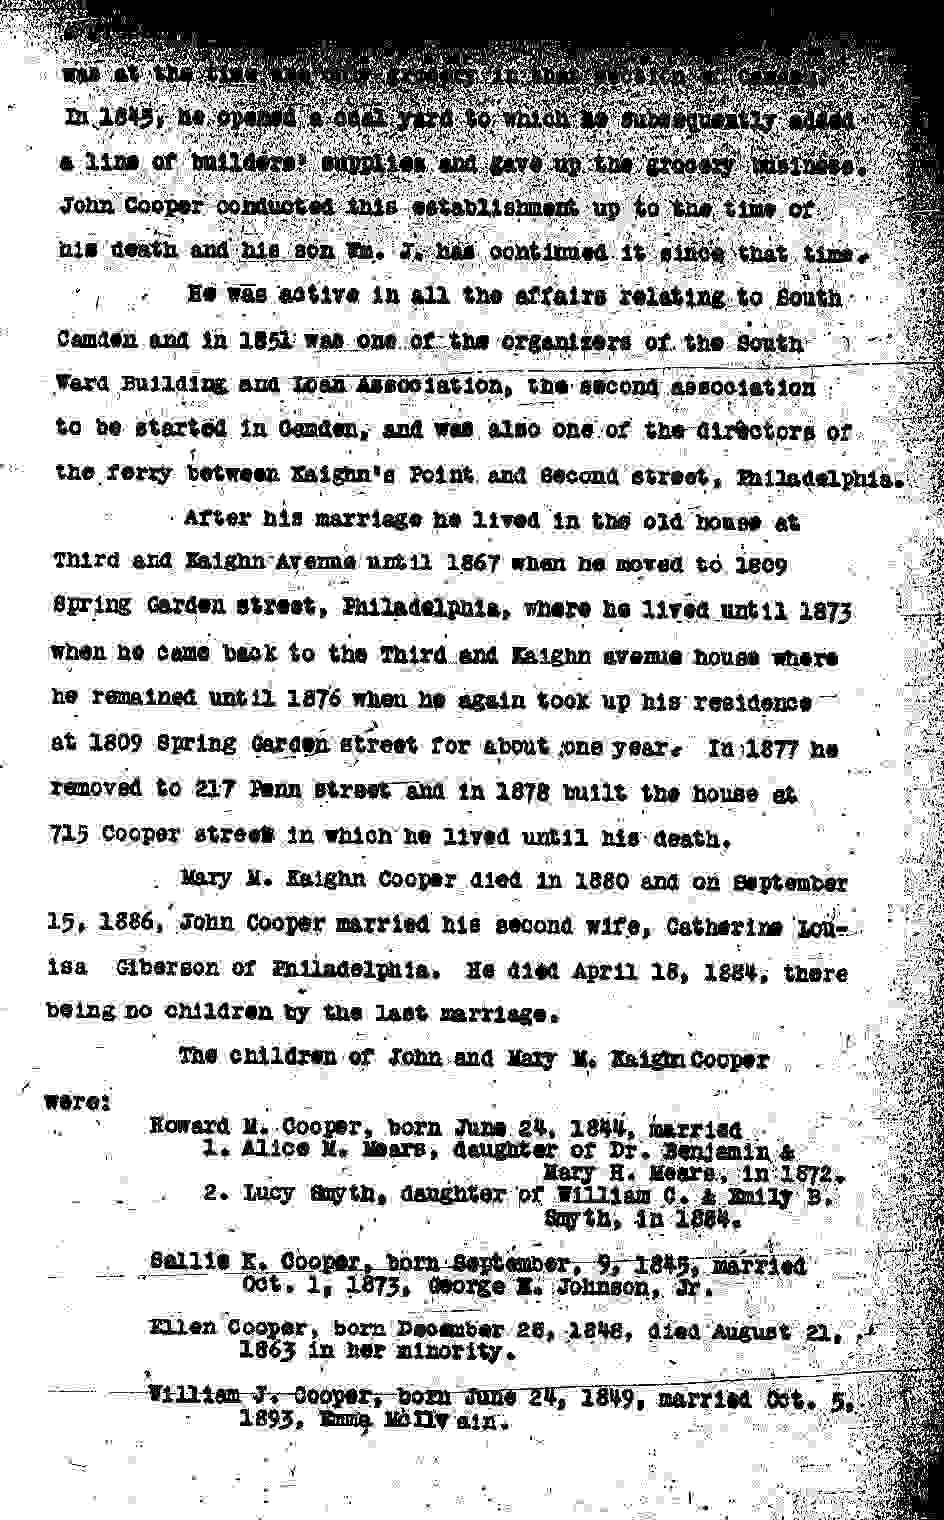 was at the time the only grocery in that section of Camden.
In 1845, he opened a coal yard to which he subsequently added
a line of builders' supplies and gave up the grocery business.
John Cooper conducted this establishment up to the time of
his death and his son Wm. J. has continued it since that time.
He was active in all the affairs relating to South
Camden and in 1851 was one of the organizers of the South
Ward Building and Loan Association, the second association
to be started in Camden, and was also one of the directors of
the ferry between Kaighn's Point and Second street, Philadelphia.
After his marriage he lived in the old house at
Third and Kaighn Avenue until 1867 when he moved to 1809
Spring Garden street, Philadelphia, where he lived until 1873
when he came back to the Third and Kaighn avenue house where
he remained until 1876 when he again took up his residence
at 1809 Spring Garden street for about one year. In 1877 he
removed to 217 Penn street and in 1878 built the house at
715 Cooper street in which he lived until his death.
Mary M. Kaighn Cooper died in 1880 and on September
15, 1886, John Cooper married his second wife, Catherine Lou-
isa Giberson of Philadelphia. He died April 18, 1884, there
being no children by the last marriage.
The children of John and Mary M. Kaighn Cooper
were:
Howard M. Cooper, born June 24, 1844, married
1. Alice M. Mears, daughter of Dr. Benjamin &
Mary H. Mears, in 1872.
2. Lucy Smyth, daughter of William C. & Emily B.
Smyth, in 1884.
Sallie K. Cooper, born September, 9, 1845, married
Oct. 1, 1873, George K. Johnson, Jr.
Ellen Cooper, born December 28, 1846, died August 21,
1863 in her minority.
William J. Cooper, born June 24, 1849, married Oct. 5,
1893, Emma McIlvain.